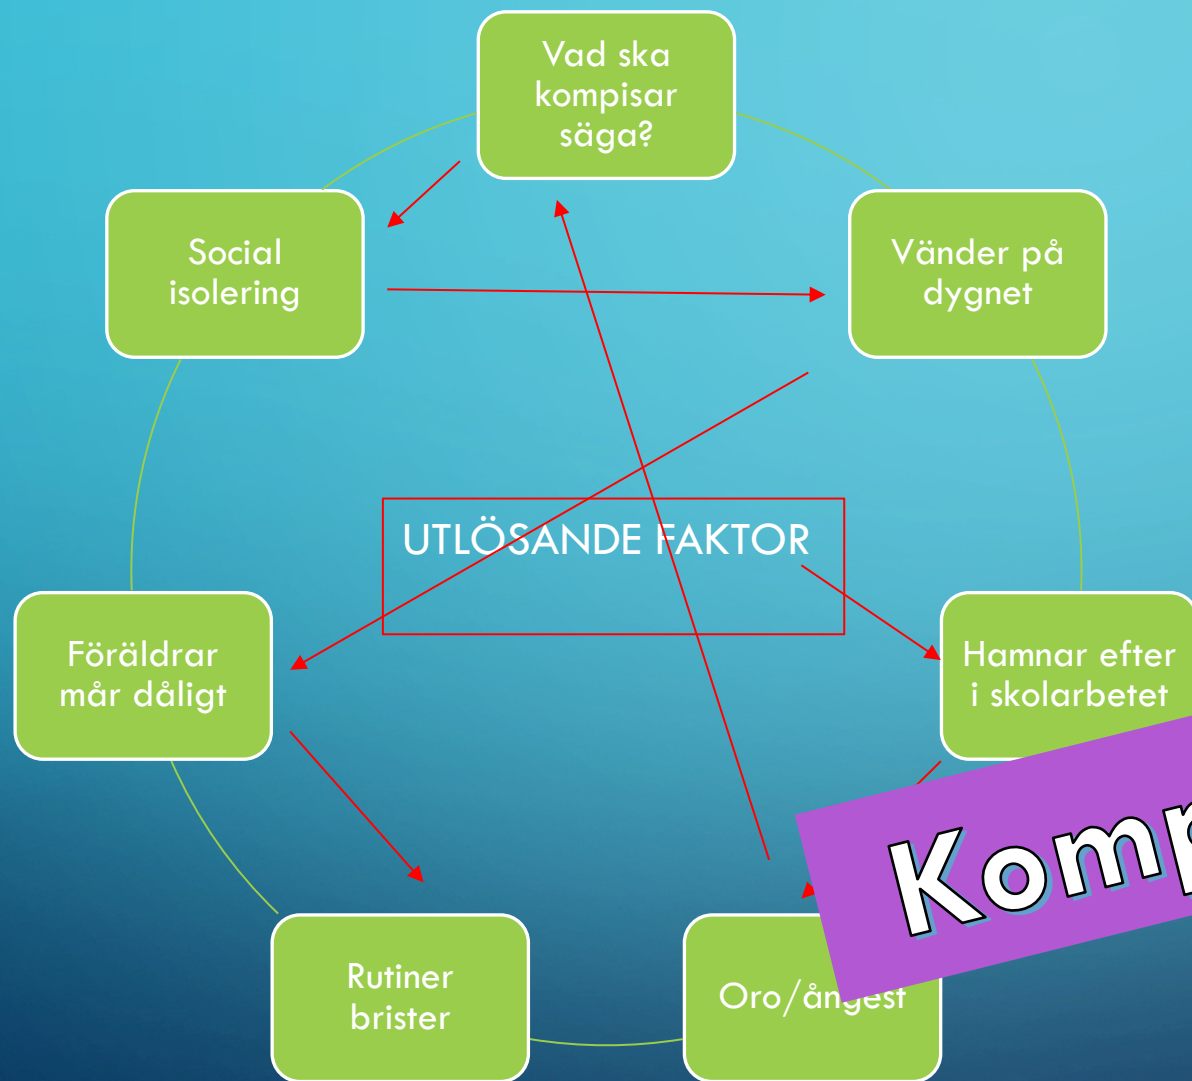 Vad ska
kompisar
säga?
Social
isolering
Vänder på
dygnet
UTLÖSANDE FAKTOR
Föräldrar
mår dåligt
Hamnar efter
i skolarbetet
Rutiner
brister
Oro/ångest